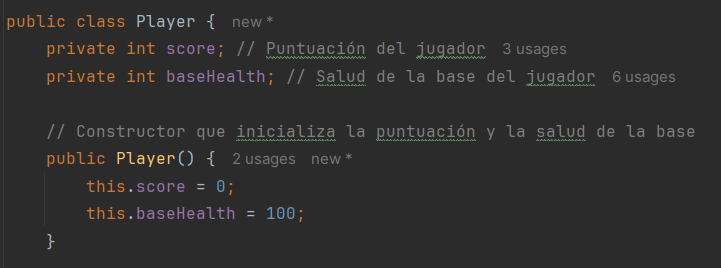 public class Player {  new *
private int score; // Puntuación del jugador  3 usages
private int baseHealth; // Salud de la base del jugador  6 usages
// Constructor que inicializa la puntuación y la salud de la base
public Player() {  2 usages  new *
this.score = 0;
this.baseHealth = 100;
}